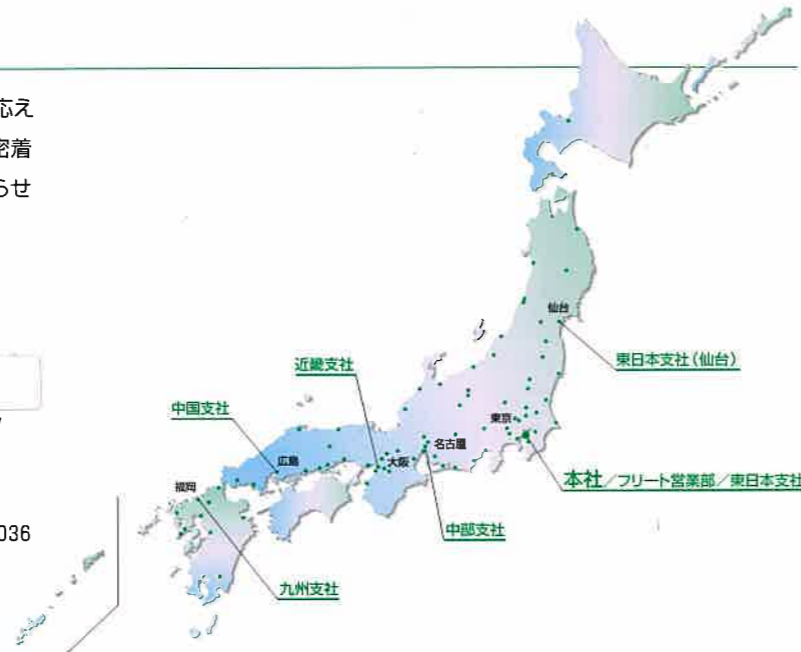 応え
密着
らせ
036
仙台
東日本支社(仙台)
近畿支社
中国支社
東京
名古屋
大阪
広島
福岡
本社/フリート営業部/東日本支社
中部支社
九州支社